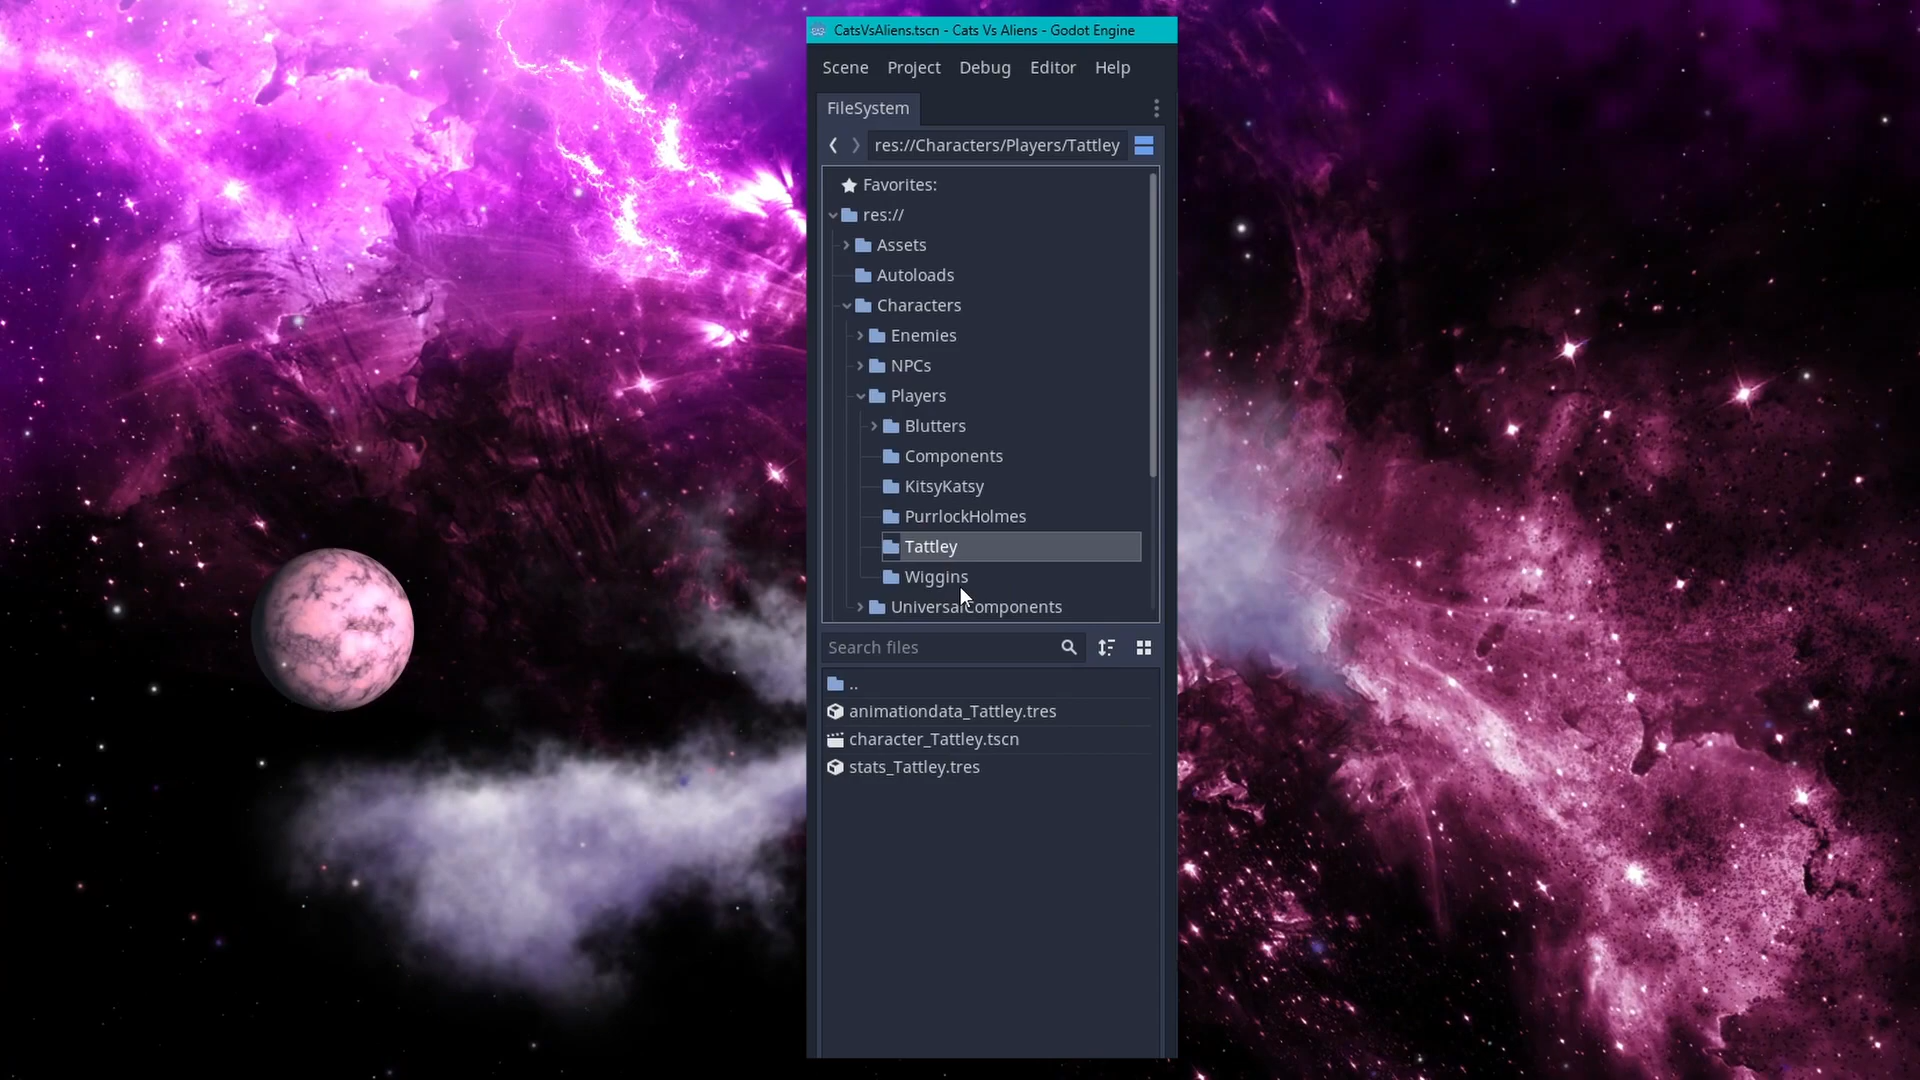 CatsVsAliens.tscn - Cats Vs Aliens - Godot Engine
Scene Project Debug Editor Help
FileSystem
res://Characters/Players/Tattley
Favorites:
res://
Assets
Autoloads
Characters
Enemies
NPCs
Players
Blutters
Components
KitsyKatsy
PurrlockHolmes
Tattley
Wiggins
UniversalComponents
Search files
..
animationdata_Tattley.tres
character_Tattley.tscn
stats_Tattley.tres